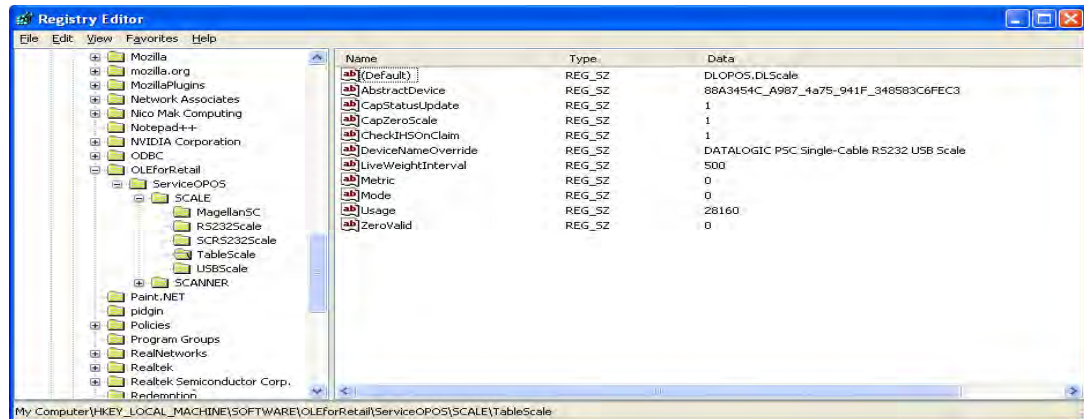 Registry Editor
File Edit View Favorites Help
Mozilla
mozilla.org
MozillaPlugins
Network Associates
Nico Mak Computing
Notepad++
NVIDIA Corporation
ODBC
OLEforRetail
ServiceOPOS
SCALE
MagellanSC
RS232Scale
SCRS232Scale
TableScale
USBScale
SCANNER
Paint.NET
pidgin
Policies
Program Groups
RealNetworks
Realtek
Realtek Semiconductor Corp.
Redemption
Name Type Data
(Default) REG_SZ DLOPOS.DLScale
AbstractDevice REG_SZ 88A3454C_A987_4a75_941F_348583C6FEC3
CapStatusUpdate REG_SZ 1
CapZeroScale REG_SZ 1
CheckIHSOnClaim REG_SZ 1
DeviceNameOverride REG_SZ DATALOGIC PSC Single-Cable RS232 USB Scale
LiveWeightInterval REG_SZ 500
Metric REG_SZ 0
Mode REG_SZ 0
Usage REG_SZ 28160
ZeroValid REG_SZ 0
My Computer\HKEY_LOCAL_MACHINE\SOFTWARE\OLEforRetail\ServiceOPOS\SCALE\TableScale